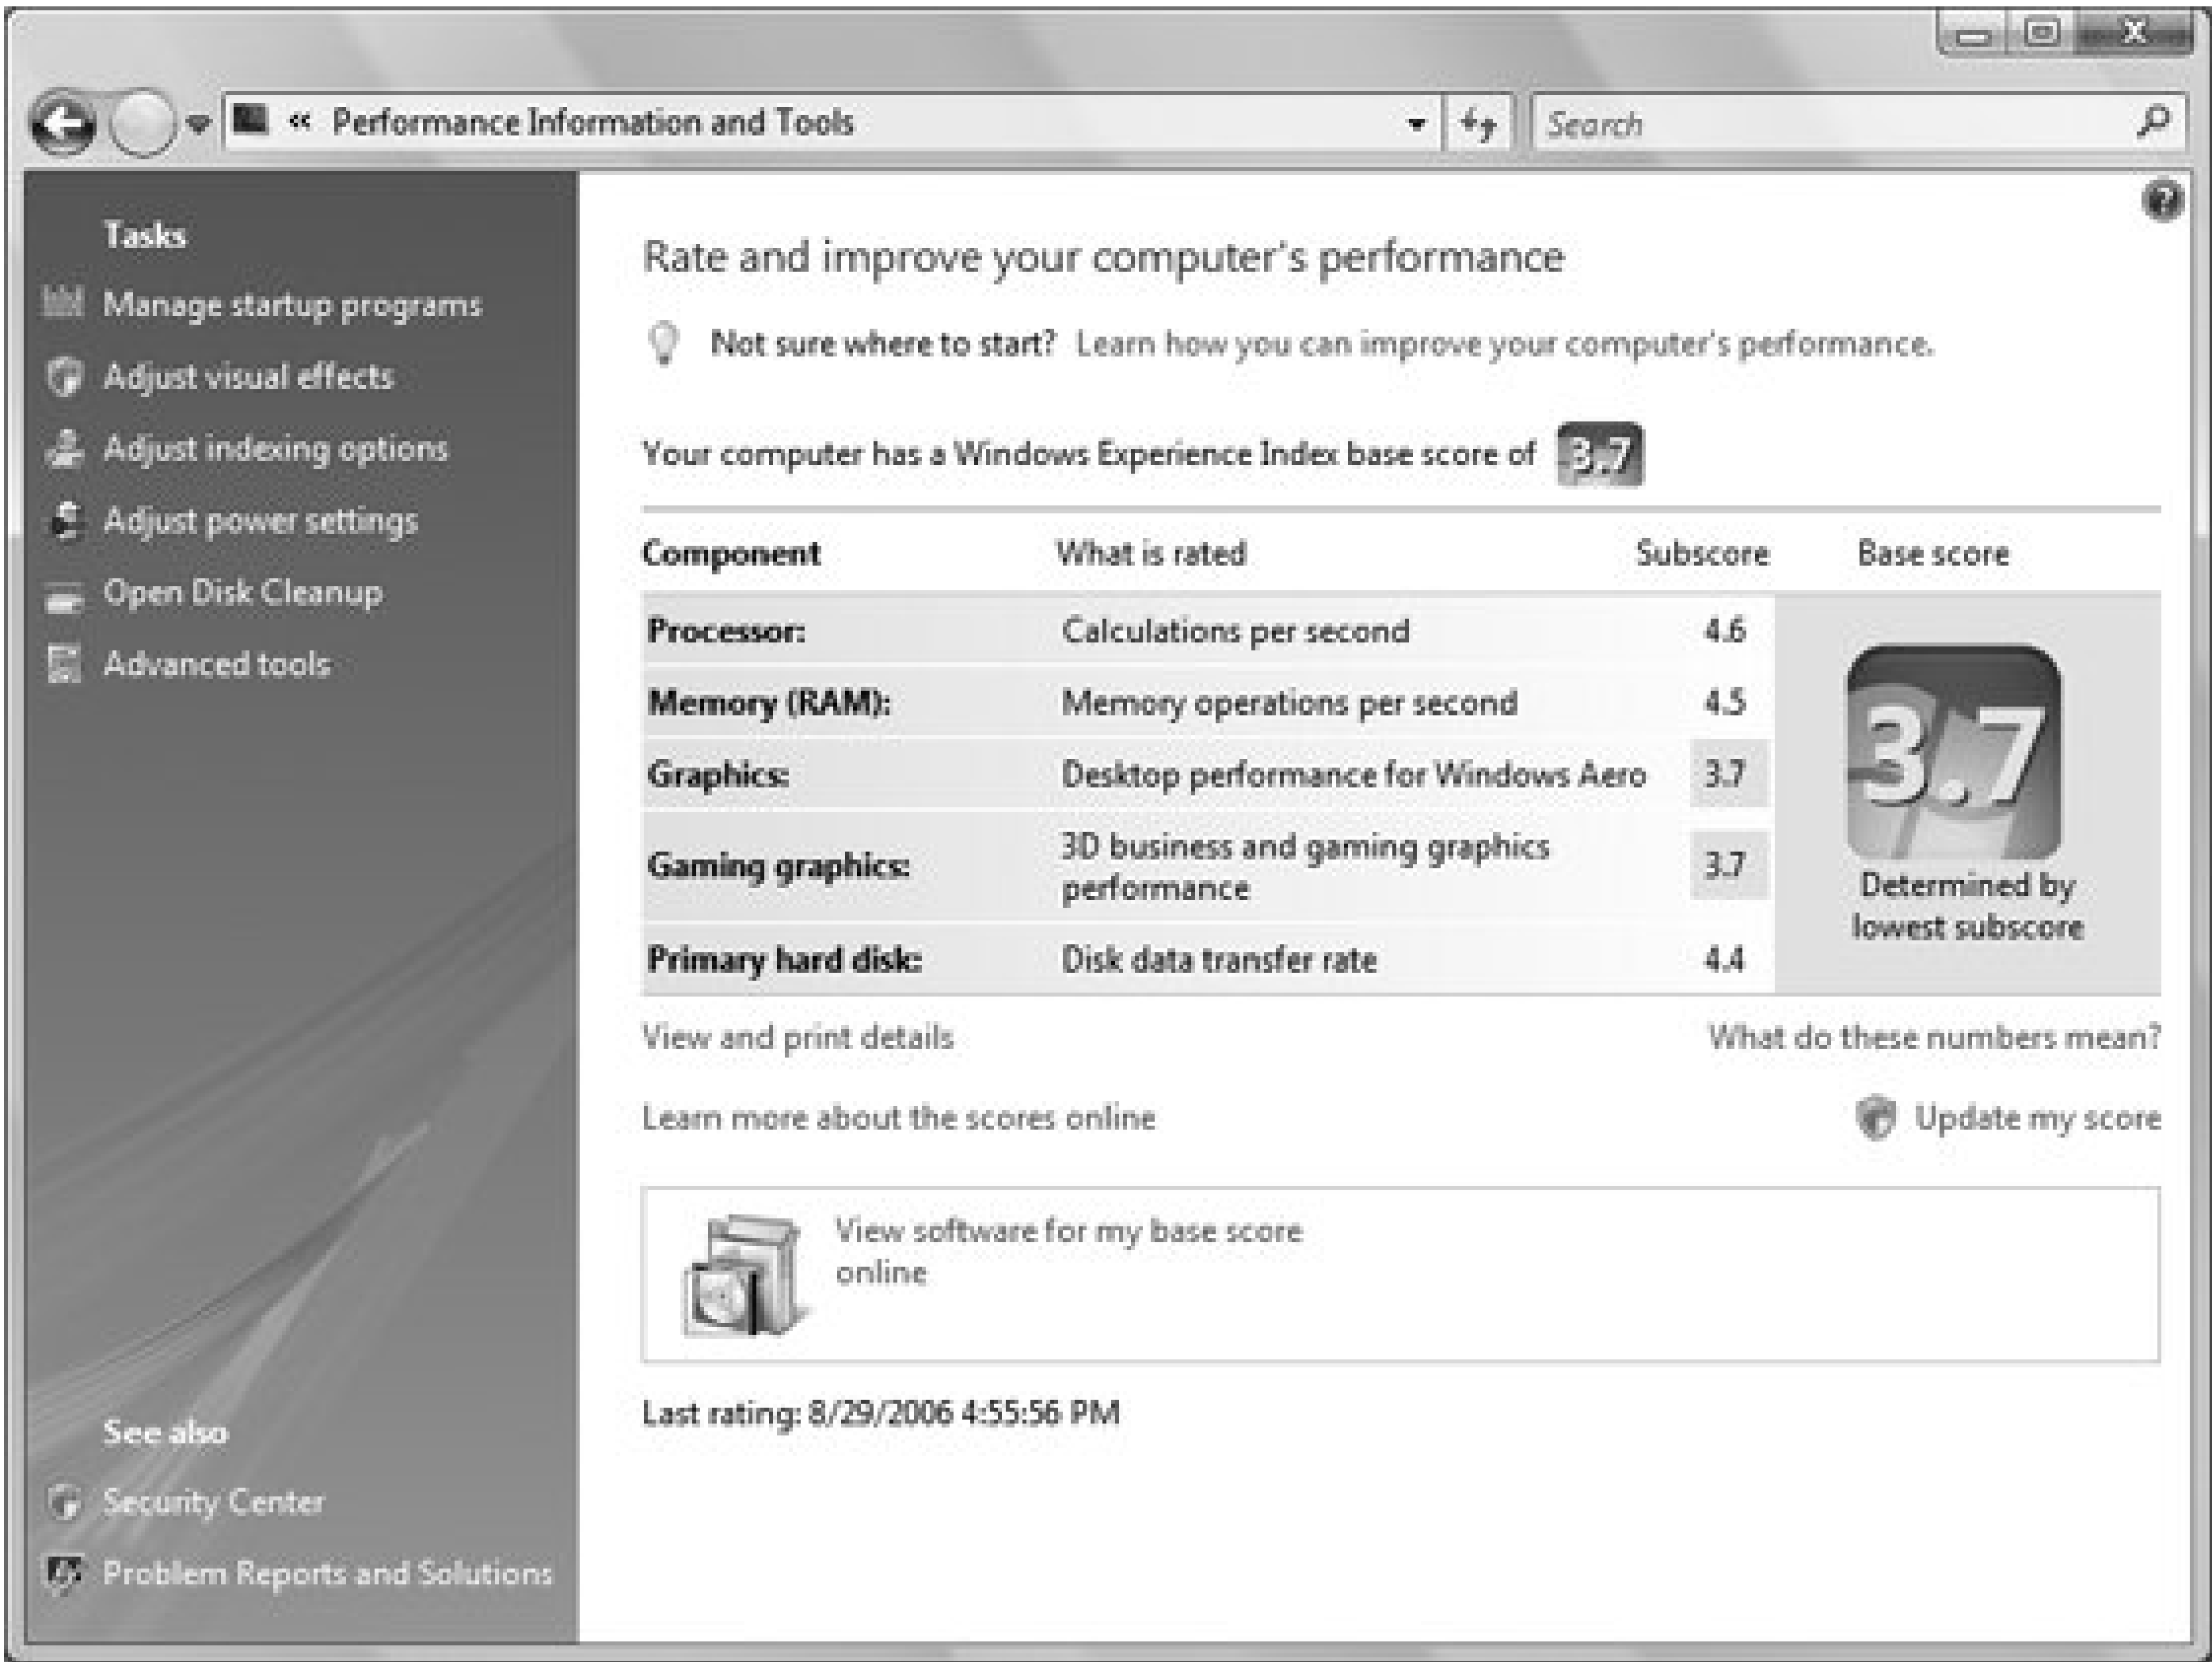 Performance Information and Tools
Search
Tasks
Manage startup programs
Adjust visual effects
Adjust indexing options
Adjust power settings
Open Disk Cleanup
Advanced tools
See also
Security Center
Problem Reports and Solutions
Rate and improve your computer's performance
Not sure where to start? Learn how you can improve your computer's performance.
Your computer has a Windows Experience Index base score of 3.7
Component What is rated Subscore Base score
Processor: Calculations per second 4.6
Memory (RAM): Memory operations per second 4.5
Graphics: Desktop performance for Windows Aero 3.7
Gaming graphics: 3D business and gaming graphics
performance 3.7
Primary hard disk: Disk data transfer rate 4.4
3.7
Determined by
lowest subscore
View and print details What do these numbers mean?
Learn more about the scores online Update my score
View software for my base score
online
Last rating: 8/29/2006 4:55:56 PM